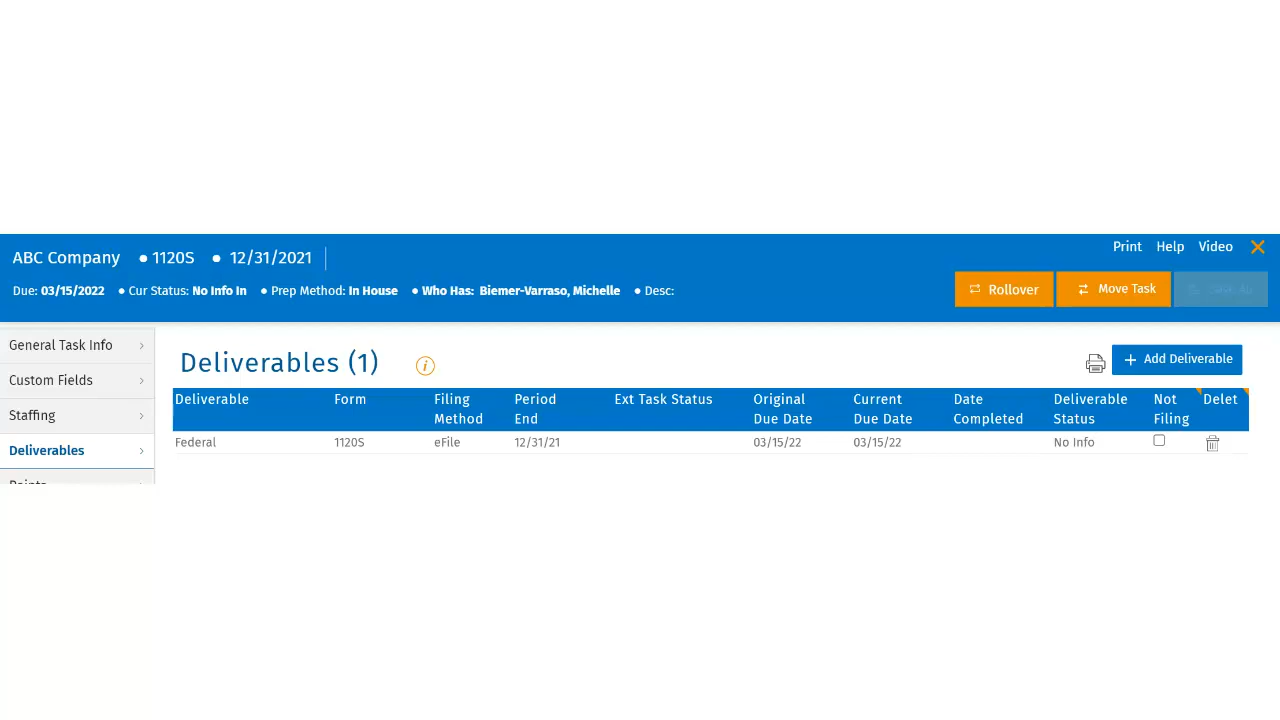 Print Help Video
ABC Company ● 1120S ● 12/31/2021
Due: 03/15/2022 ● Cur Status: No Info In ● Prep Method: In House ● Who Has: Biemer-Varraso, Michelle ● Desc:
Rollover Move Task
General Task Info
Custom Fields
Staffing
Deliverables
Points
Deliverables (1)
Add Deliverable
Deliverable Form Filing Method Period End Ext Task Status Original Due Date Current Due Date Date Completed Deliverable Status Not Filing Delet
Federal 1120S eFile 12/31/21 03/15/22 03/15/22 No Info